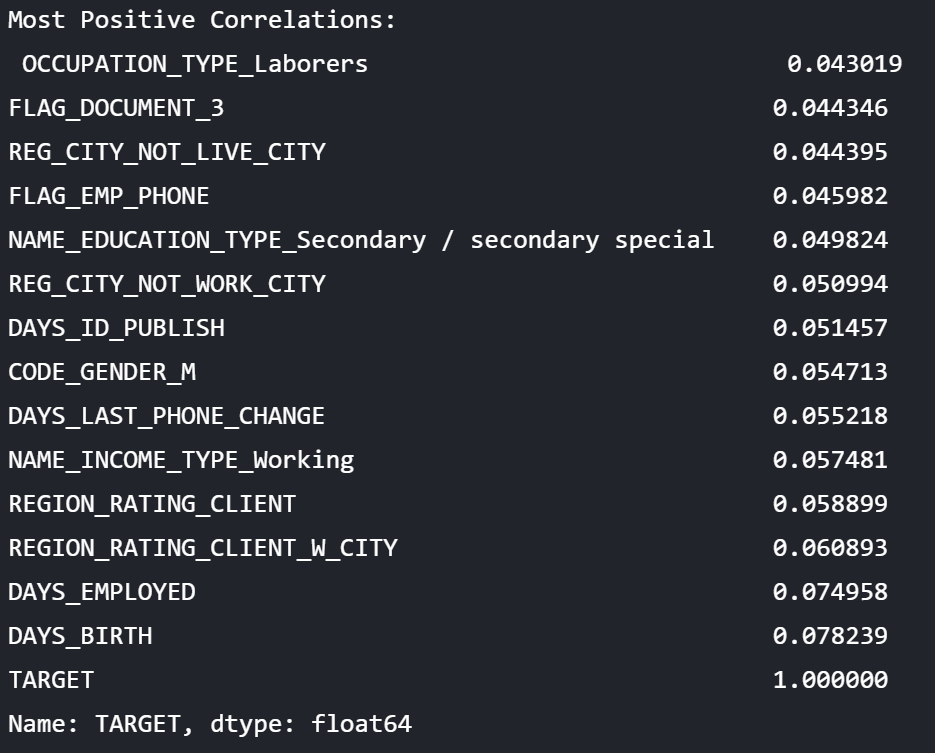 Most Positive Correlations:
OCCUPATION_TYPE_Laborers 0.043019
FLAG_DOCUMENT_3 0.044346
REG_CITY_NOT_LIVE_CITY 0.044395
FLAG_EMP_PHONE 0.045982
NAME_EDUCATION_TYPE_Secondary / secondary special 0.049824
REG_CITY_NOT_WORK_CITY 0.050994
DAYS_ID_PUBLISH 0.051457
CODE_GENDER_M 0.054713
DAYS_LAST_PHONE_CHANGE 0.055218
NAME_INCOME_TYPE_Working 0.057481
REGION_RATING_CLIENT 0.058899
REGION_RATING_CLIENT_W_CITY 0.060893
DAYS_EMPLOYED 0.074958
DAYS_BIRTH 0.078239
TARGET 1.000000
Name: TARGET, dtype: float64